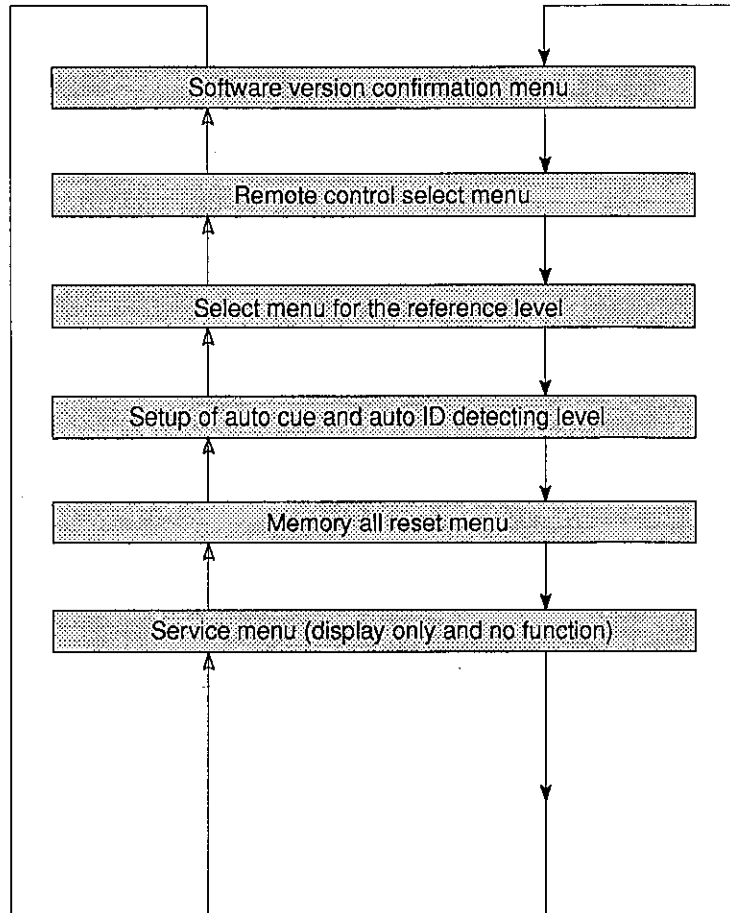 Software version confirmation menu
Remote control select menu
Select menu for the reference level
Setup of auto cue and auto ID detecting level
Memory all reset menu
Service menu (display only and no function)